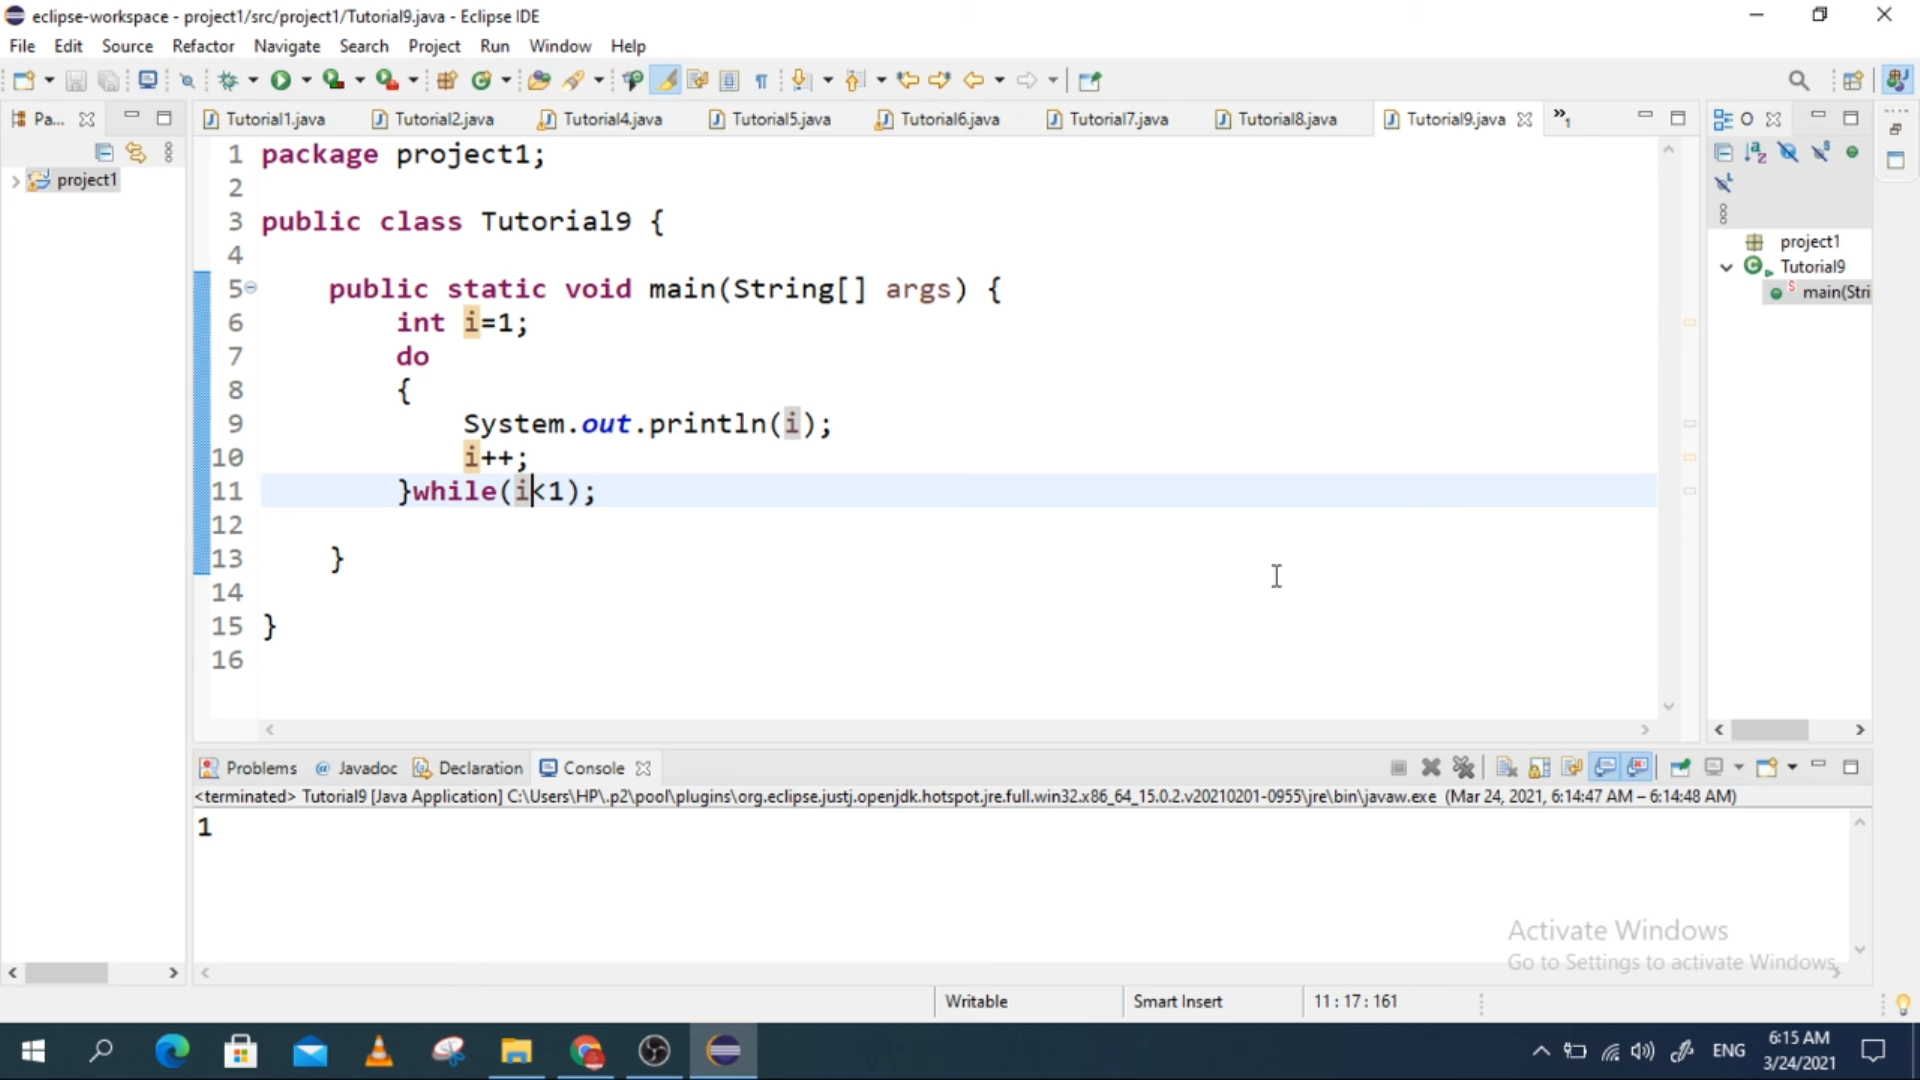 eclipse-workspace - project1/src/project1/Tutorial9.java - Eclipse IDE
File Edit Source Refactor Navigate Search Project Run Window Help
Pa... Tutorial1.java Tutorial2.java Tutorial4.java Tutorial5.java Tutorial6.java Tutorial7.java Tutorial8.java Tutorial9.java »1 O
project1
1 package project1;
2
3 public class Tutorial9 {
4
5 public static void main(String[] args) {
6 int i=1;
7 do
8 {
9 System.out.println(i);
10 i++;
11 }while(i<1);
12
13 }
14
15 }
16
project1
Tutorial9
main(Stri
Problems @ Javadoc Declaration Console
<terminated> Tutorial9 [Java Application] C:\Users\HP\.p2\pool\plugins\org.eclipse.justj.openjdk.hotspot.jre.full.win32.x86_64_15.0.2.v20210201-0955\jre\bin\javaw.exe (Mar 24, 2021, 6:14:47 AM – 6:14:48 AM)
1
Activate Windows
Go to Settings to activate Windows.
Writable Smart Insert 11 : 17 : 161
ENG 6:15 AM
3/24/2021